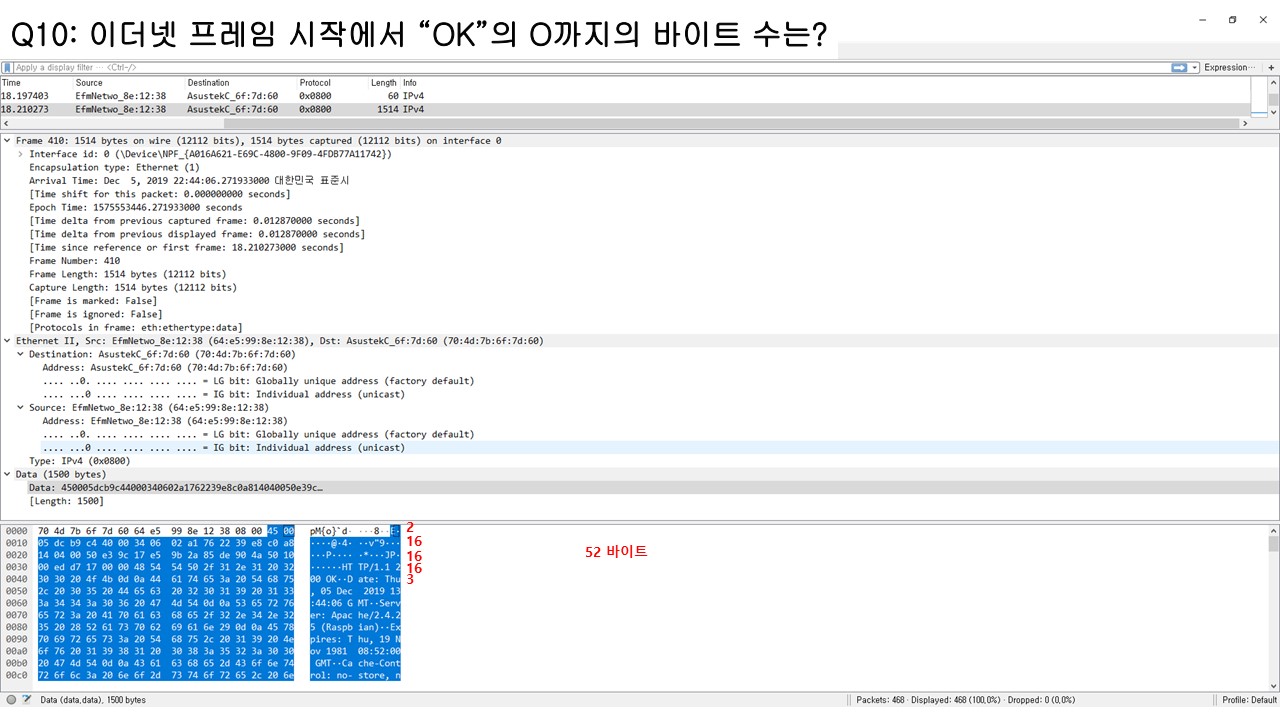 Q10: 이더넷 프레임 시작에서 “OK”의 O까지의 바이트 수는?
Apply a display filter ··· <Ctrl-/>
Expression···
+
Time Source Destination Protocol Length Info
18.197403 EfmNetwo_8e:12:38 AsustekC_6f:7d:60 0x0800 60 IPv4
18.210273 EfmNetwo_8e:12:38 AsustekC_6f:7d:60 0x0800 1514 IPv4
Frame 410: 1514 bytes on wire (12112 bits), 1514 bytes captured (12112 bits) on interface 0
Interface id: 0 (\Device\NPF_{A016A621-E69C-4800-9F09-4FDB77A11742})
Encapsulation type: Ethernet (1)
Arrival Time: Dec  5, 2019 22:44:06.271933000 대한민국 표준시
[Time shift for this packet: 0.000000000 seconds]
Epoch Time: 1575553446.271933000 seconds
[Time delta from previous captured frame: 0.012870000 seconds]
[Time delta from previous displayed frame: 0.012870000 seconds]
[Time since reference or first frame: 18.210273000 seconds]
Frame Number: 410
Frame Length: 1514 bytes (12112 bits)
Capture Length: 1514 bytes (12112 bits)
[Frame is marked: False]
[Frame is ignored: False]
[Protocols in frame: eth:ethertype:data]
Ethernet II, Src: EfmNetwo_8e:12:38 (64:e5:99:8e:12:38), Dst: AsustekC_6f:7d:60 (70:4d:7b:6f:7d:60)
Destination: AsustekC_6f:7d:60 (70:4d:7b:6f:7d:60)
Address: AsustekC_6f:7d:60 (70:4d:7b:6f:7d:60)
.... ..0. .... .... .... .... = LG bit: Globally unique address (factory default)
.... ...0 .... .... .... .... = IG bit: Individual address (unicast)
Source: EfmNetwo_8e:12:38 (64:e5:99:8e:12:38)
Address: EfmNetwo_8e:12:38 (64:e5:99:8e:12:38)
.... ..0. .... .... .... .... = LG bit: Globally unique address (factory default)
.... ...0 .... .... .... .... = IG bit: Individual address (unicast)
Type: IPv4 (0x0800)
Data (1500 bytes)
Data: 450005dcb9c44000340602a1762239e8c0a814040050e39c…
[Length: 1500]
0000 70 4d 7b 6f 7d 60 64 e5 99 8e 12 38 08 00 45 00 pM{o}`d· ···8··E· 2
0010 05 dc b9 c4 40 00 34 06 02 a1 76 22 39 e8 c0 a8 ····@·4· ··v"9··· 16
0020 14 04 00 50 e3 9c 17 e5 9b 2a 85 de 90 4a 50 10 ···P···· ·*···JP· 16
0030 00 ed d7 17 00 00 48 54 54 50 2f 31 2e 31 20 32 ······HT TP/1.1 2 16
0040 30 30 20 4f 4b 0d 0a 44 61 74 65 3a 20 54 68 75 00 OK··D ate: Thu 3
0050 2c 20 30 35 20 44 65 63 20 32 30 31 39 20 31 33 , 05 Dec 2019 13
0060 3a 34 34 3a 30 36 20 47 4d 54 0d 0a 53 65 72 76 :44:06 G MT··Serv
0070 65 72 3a 20 41 70 61 63 68 65 2f 32 2e 34 2e 32 er: Apac he/2.4.2
0080 35 20 28 52 61 73 70 62 69 61 6e 29 0d 0a 45 78 5 (Raspb ian)··Ex
0090 70 69 72 65 73 3a 20 54 68 75 2c 20 31 39 20 4e pires: T hu, 19 N
00a0 6f 76 20 31 39 38 31 20 30 38 3a 35 32 3a 30 30 ov 1981 08:52:00
00b0 20 47 4d 54 0d 0a 43 61 63 68 65 2d 43 6f 6e 74 GMT··Ca che-Cont
00c0 72 6f 6c 3a 20 6e 6f 2d 73 74 6f 72 65 2c 20 6e rol: no- store, n
52 바이트
Data (data,data), 1500 bytes
Packets: 468 · Displayed: 468 (100,0%) · Dropped: 0 (0,0%)
Profile: Default